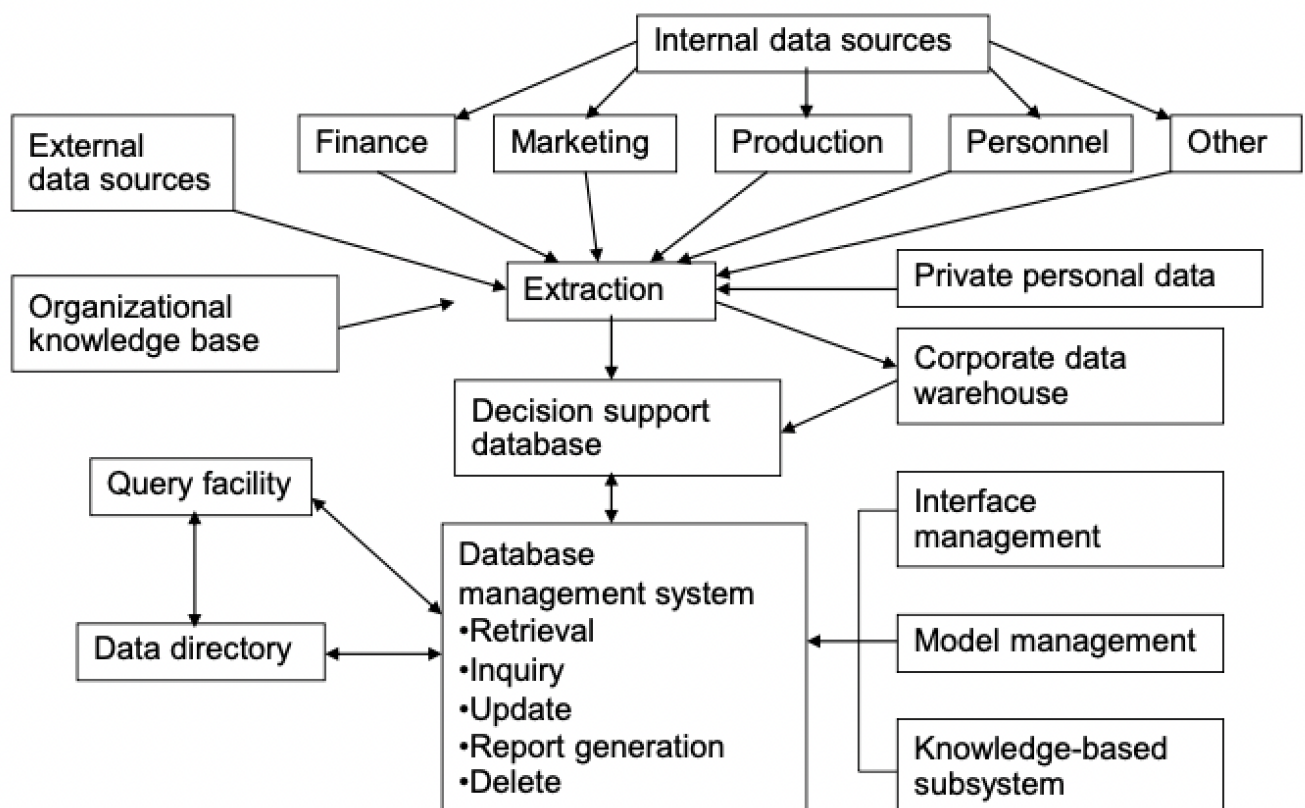 Internal data sources
External
data sources
Finance
Marketing
Production
Personnel
Other
Organizational
knowledge base
Extraction
Private personal data
Corporate data
warehouse
Decision support
database
Query facility
Data directory
Database
management system
•Retrieval
•Inquiry
•Update
•Report generation
•Delete
Interface
management
Model management
Knowledge-based
subsystem